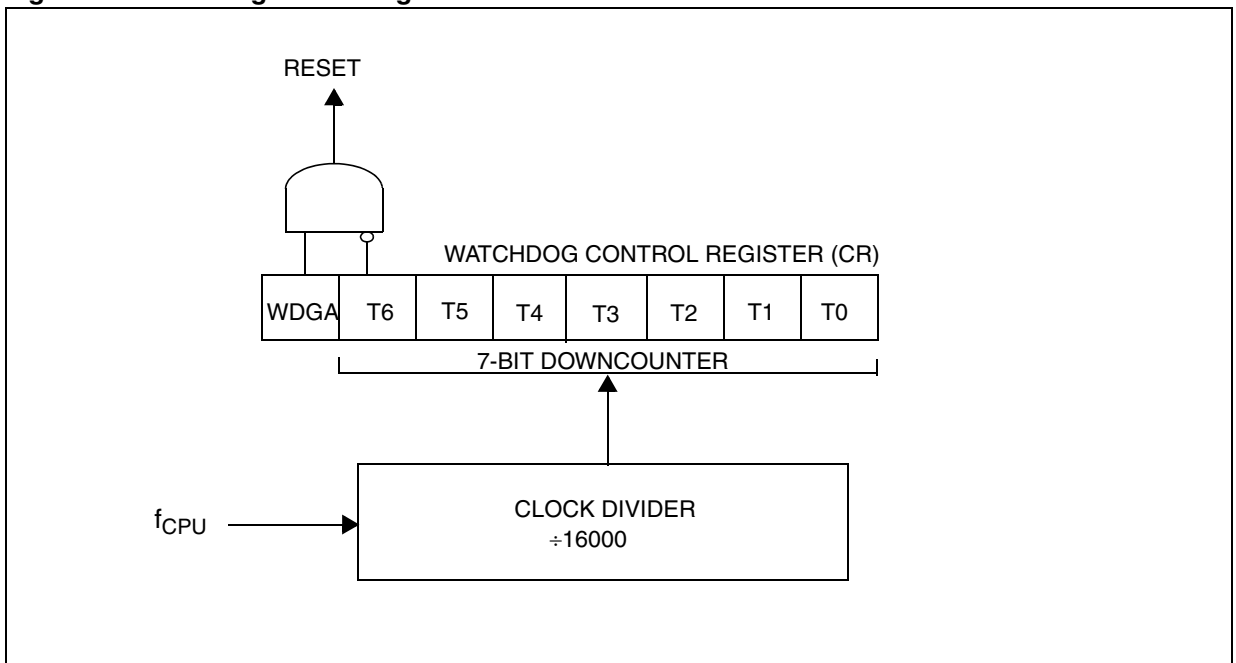 RESET
WATCHDOG CONTROL REGISTER (CR)
WDGA T6 T5 T4 T3 T2 T1 T0
7-BIT DOWNCOUNTER
fCPU
CLOCK DIVIDER
÷16000